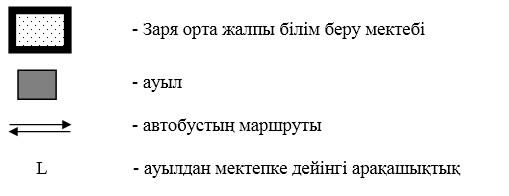 - Заря орта жалпы білім беру мектебі
- ауыл
- автобустың маршруты
L - ауылдан мектепке дейінгі арақашықтық